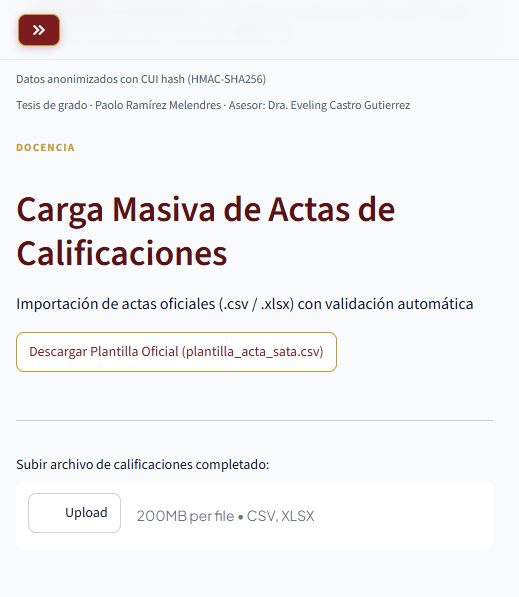 Datos anonimizados con CUI hash (HMAC-SHA256)
Tesis de grado · Paolo Ramírez Melendres · Asesor: Dra. Eveling Castro Gutierrez
DOCENCIA
Carga Masiva de Actas de
Calificaciones
Importación de actas oficiales (.csv / .xlsx) con validación automática
Descargar Plantilla Oficial (plantilla_acta_sata.csv)
Subir archivo de calificaciones completado:
Upload
200MB per file • CSV, XLSX